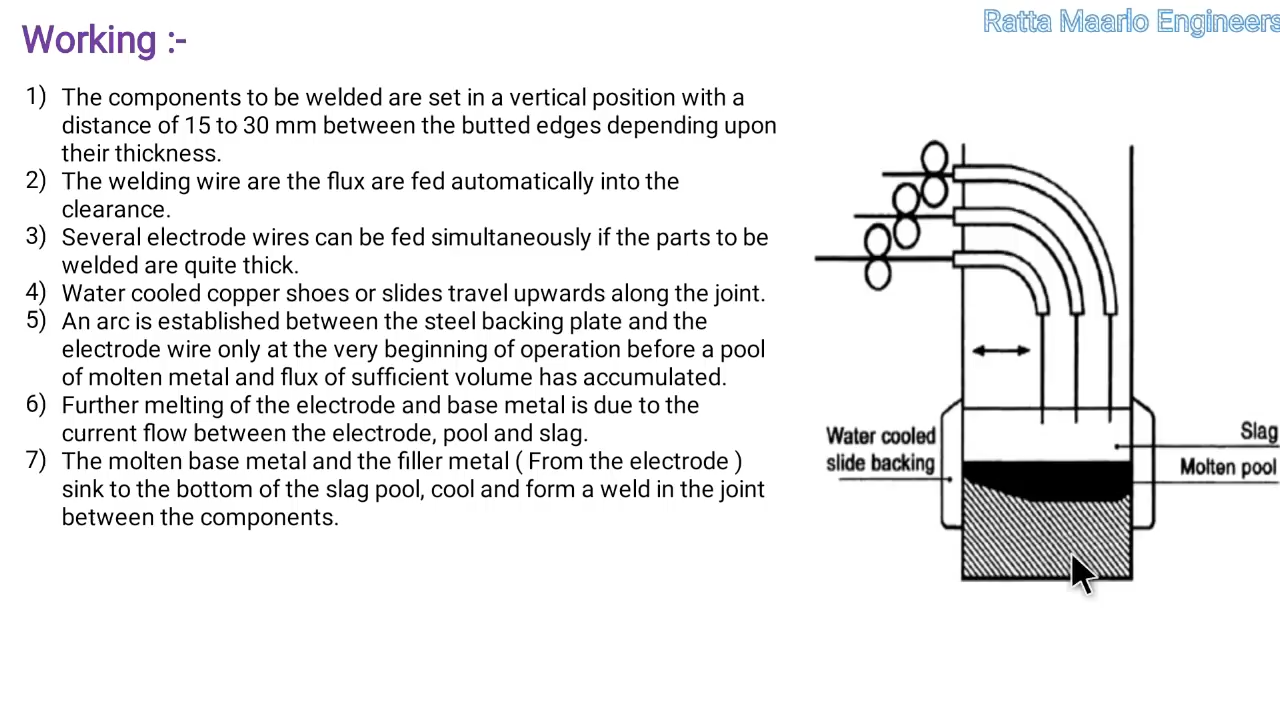 Ratta Maarlo Engineers
Working :-
1) The components to be welded are set in a vertical position with a
distance of 15 to 30 mm between the butted edges depending upon
their thickness.
2) The welding wire are the flux are fed automatically into the
clearance.
3) Several electrode wires can be fed simultaneously if the parts to be
welded are quite thick.
4) Water cooled copper shoes or slides travel upwards along the joint.
5) An arc is established between the steel backing plate and the
electrode wire only at the very beginning of operation before a pool
of molten metal and flux of sufficient volume has accumulated.
6) Further melting of the electrode and base metal is due to the
current flow between the electrode, pool and slag.
7) The molten base metal and the filler metal ( From the electrode )
sink to the bottom of the slag pool, cool and form a weld in the joint
between the components.
Water cooled
slide backing
Slag
Molten pool